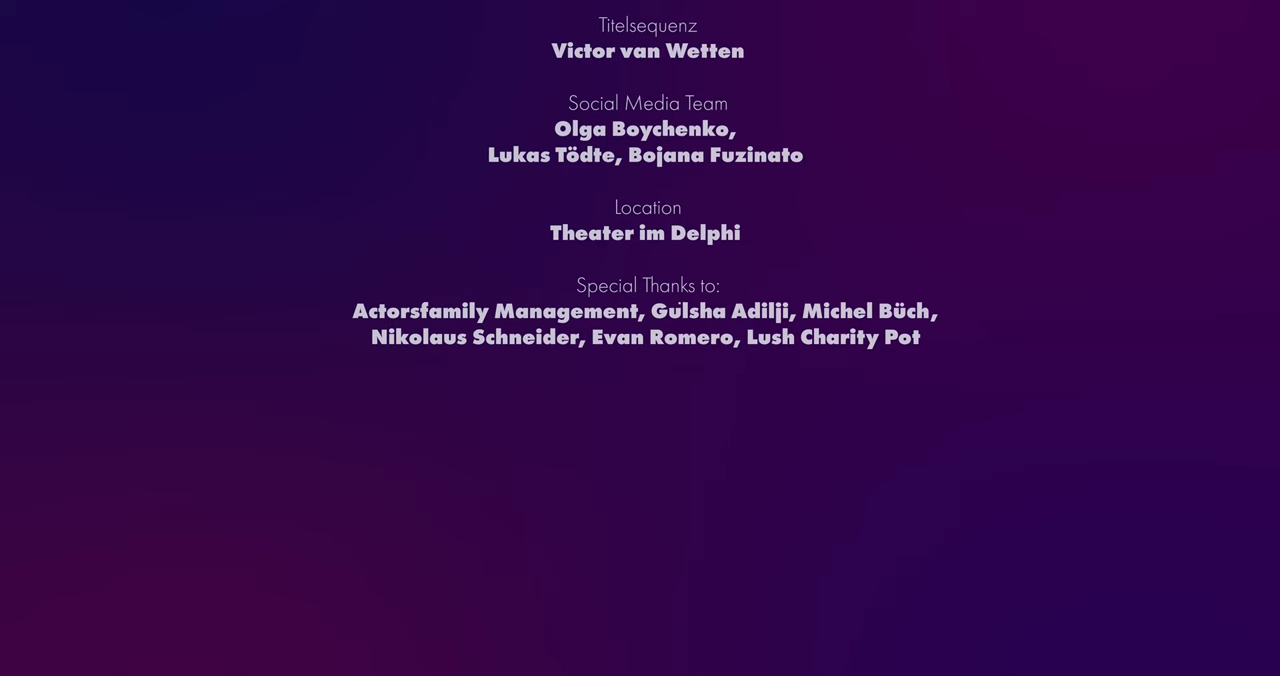 Titelsequenz
Victor van Wetten
Social Media Team
Olga Boychenko,
Lukas Tödte, Bojana Fuzinato
Location
Theater im Delphi
Special Thanks to:
Actorsfamily Management, Gülsha Adilji, Michel Büch,
Nikolaus Schneider, Evan Romero, Lush Charity Pot